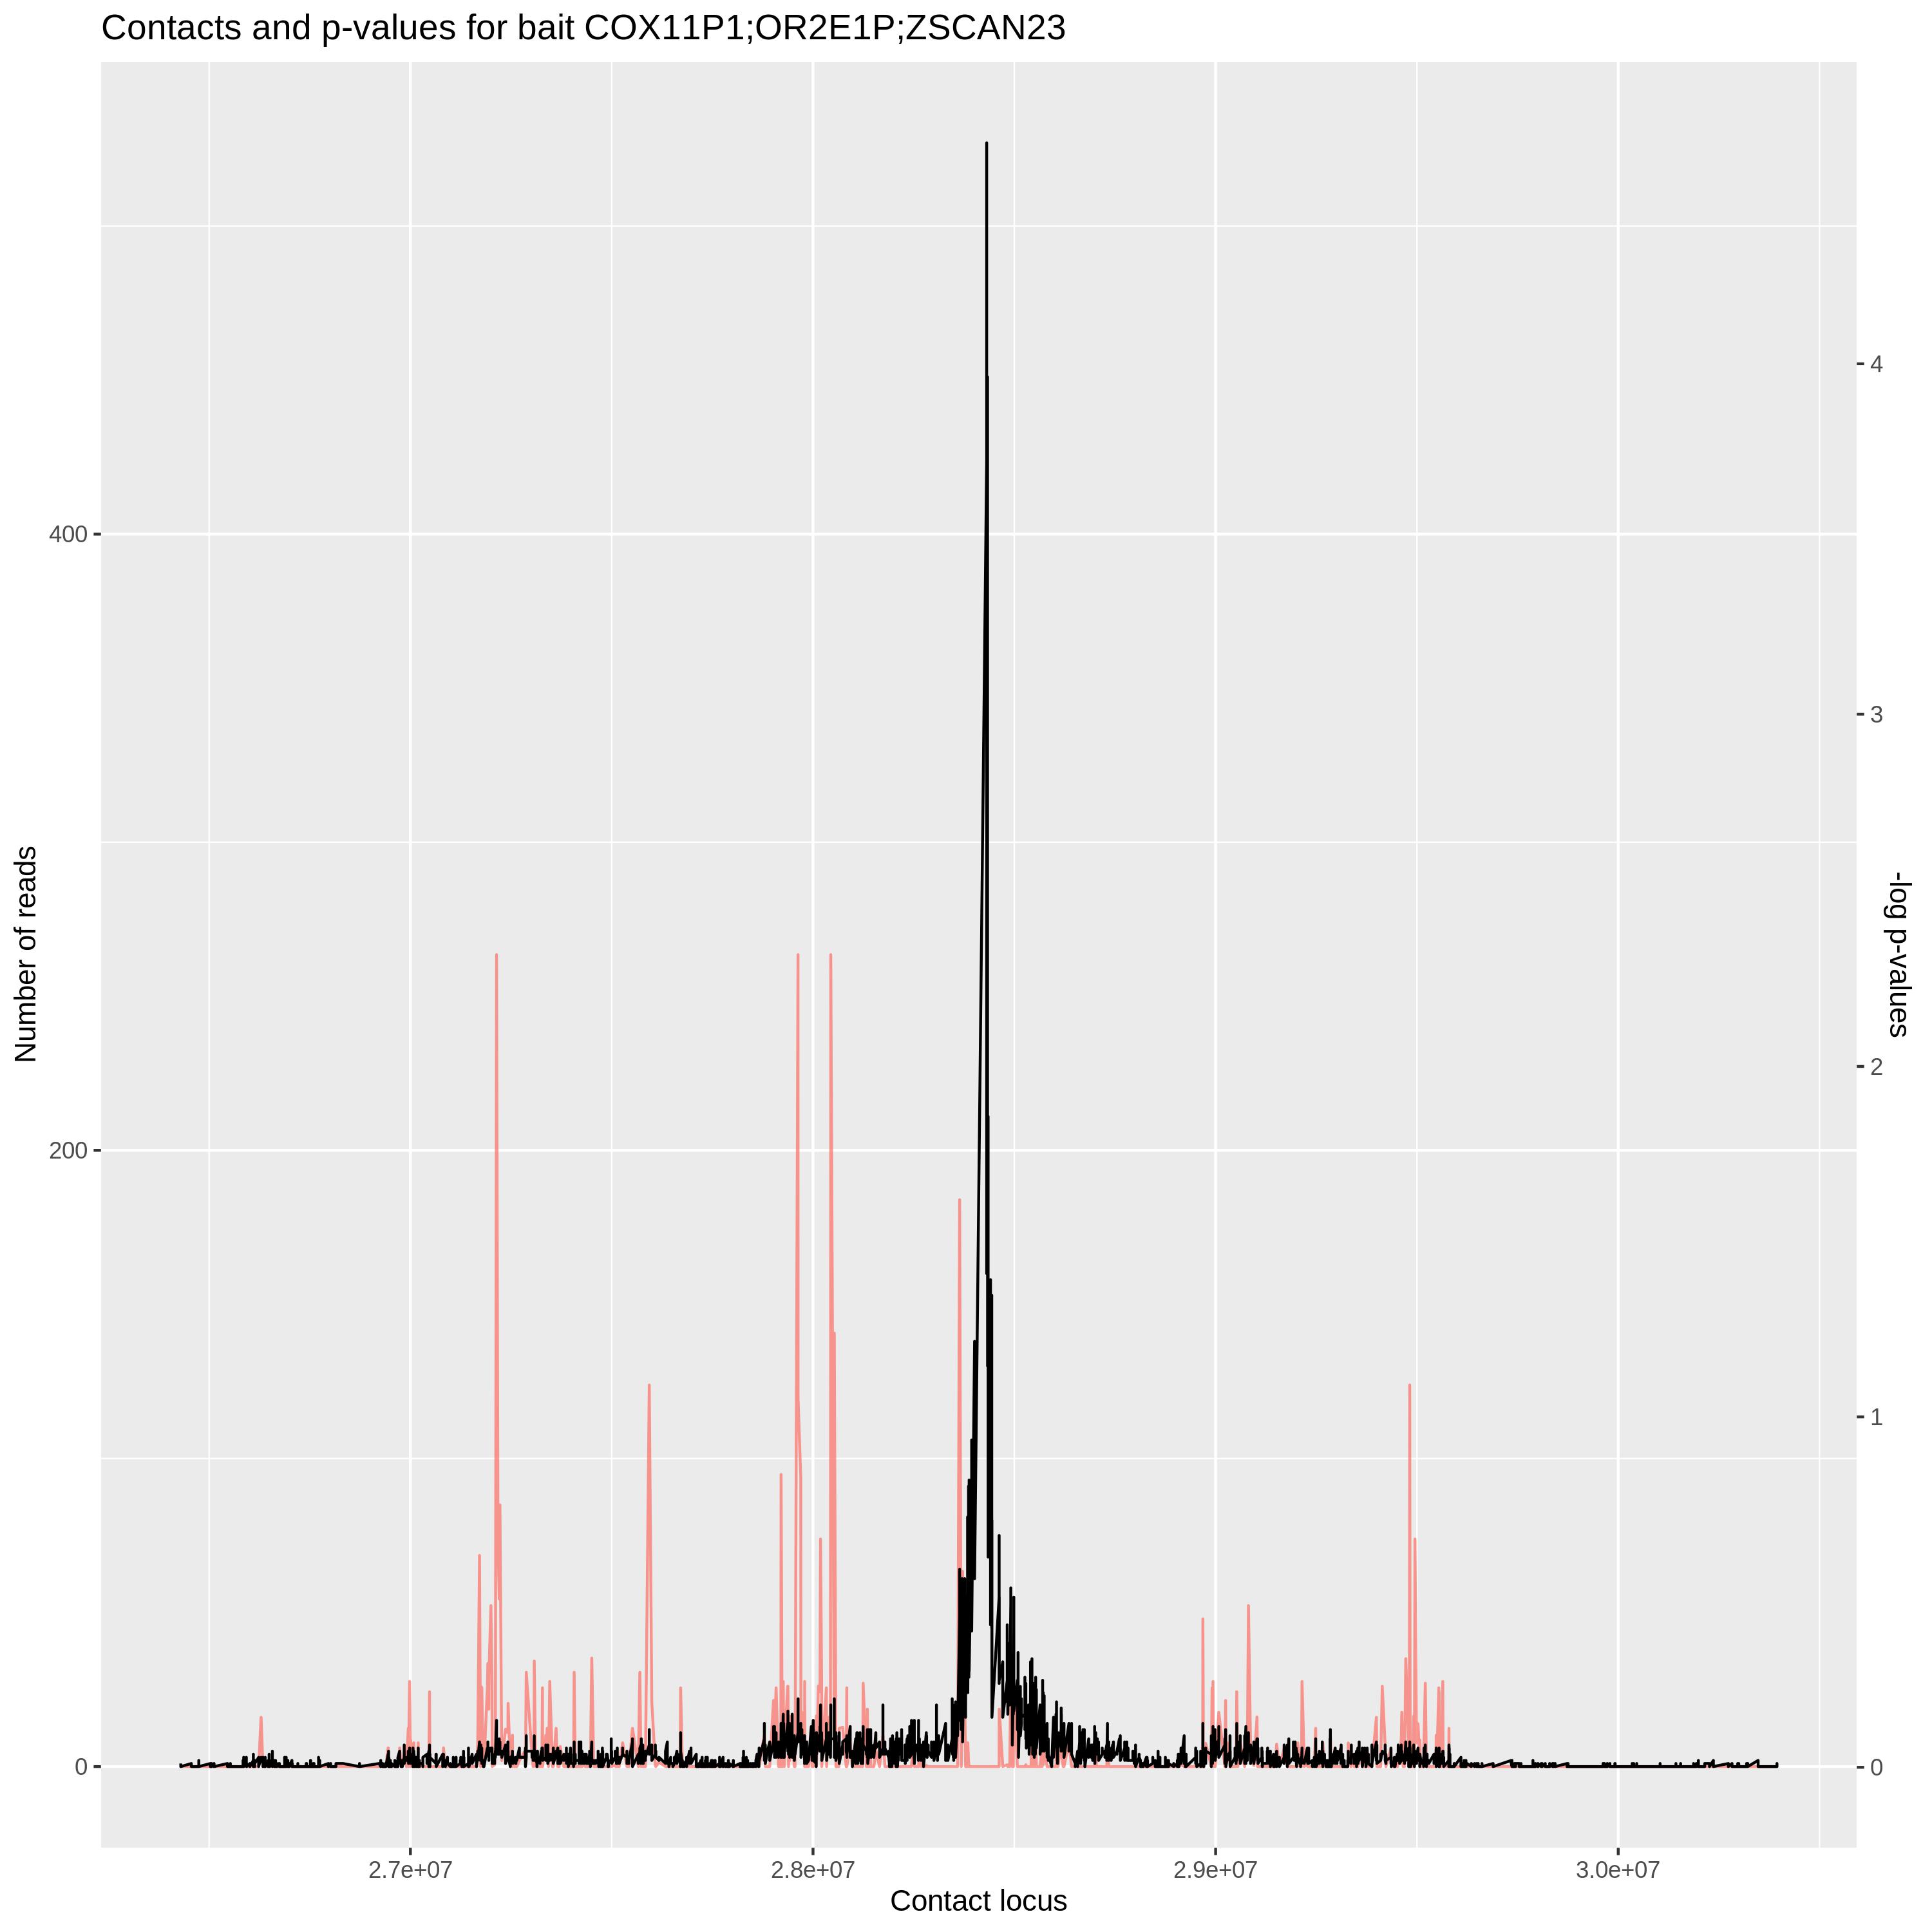 Contacts and p-values for bait COX11P1;OR2E1P;ZSCAN23
Number of reads
400
200
0
4
3
2
1
0
-log p-values
2.7e+07
2.8e+07
2.9e+07
3.0e+07
Contact locus